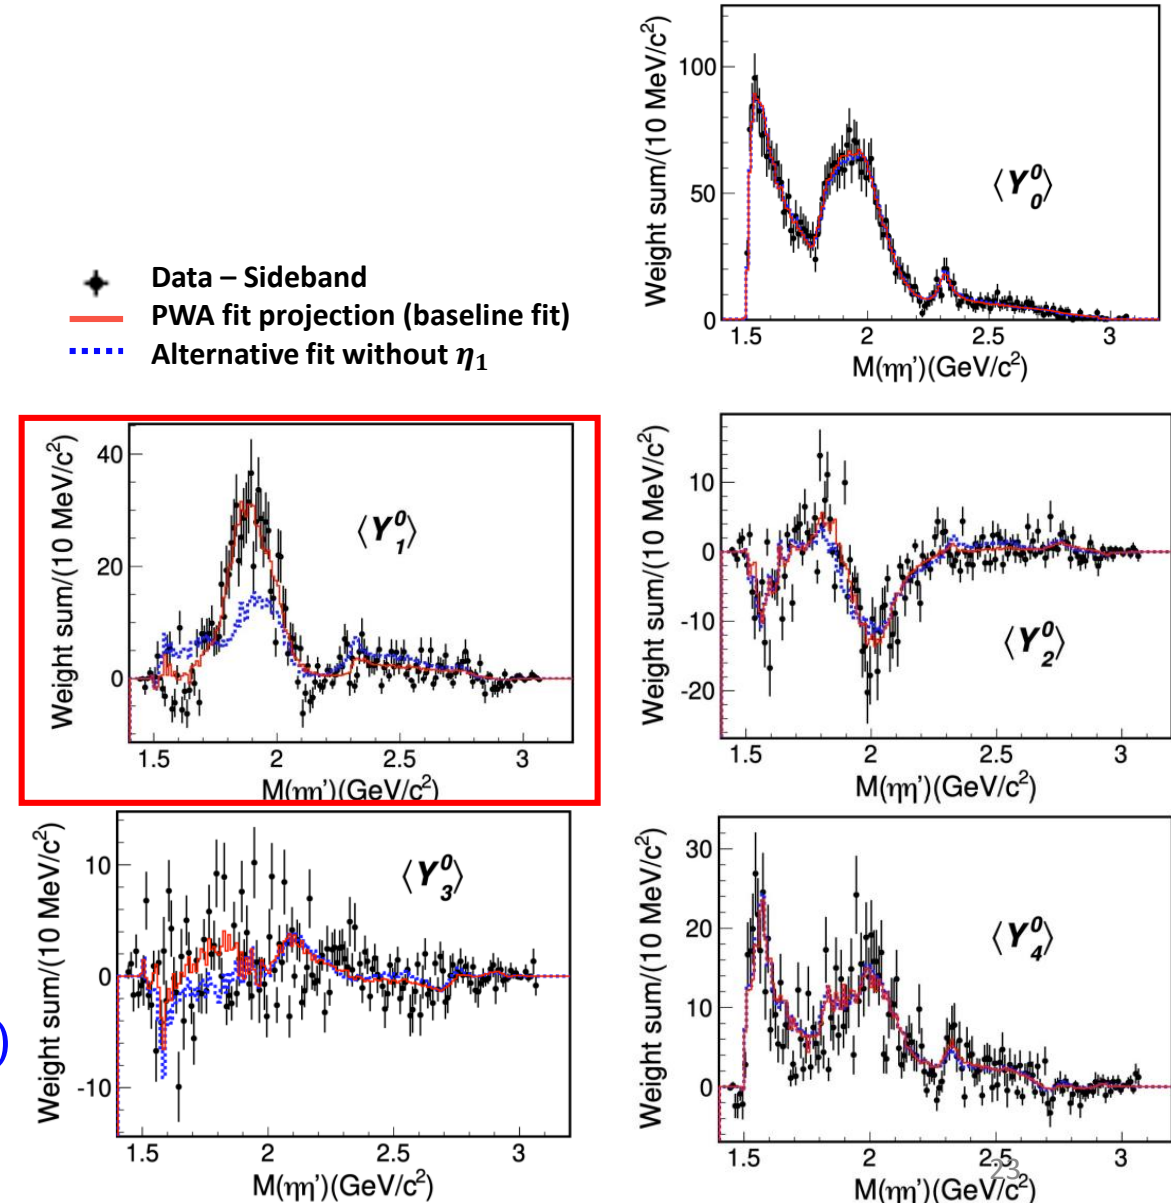 Weight sum/(10 MeV/c²)
100
50
0
⟨Y⁰₀⟩
1.5 2 2.5 3
M(ηη')(GeV/c²)
Data – Sideband
PWA fit projection (baseline fit)
Alternative fit without η₁
Weight sum/(10 MeV/c²)
40
20
0
⟨Y⁰₁⟩
1.5 2 2.5 3
M(ηη')(GeV/c²)
Weight sum/(10 MeV/c²)
10
0
-10
-20
⟨Y⁰₂⟩
1.5 2 2.5 3
M(ηη')(GeV/c²)
)
Weight sum/(10 MeV/c²)
10
0
-10
⟨Y⁰₃⟩
1.5 2 2.5 3
M(ηη')(GeV/c²)
Weight sum/(10 MeV/c²)
30
20
10
0
⟨Y⁰₄⟩
1.5 2 2.5 3
M(ηη')(GeV/c²)
23